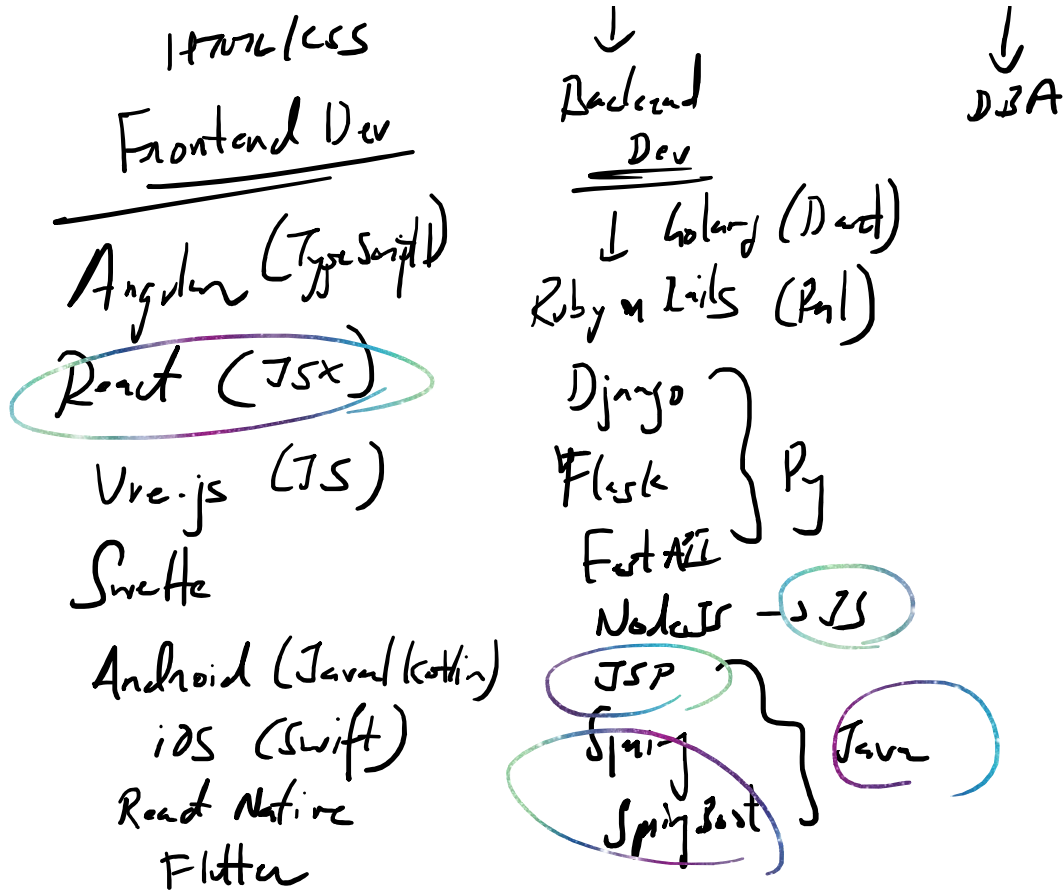 HTML/CSS
Frontend Dev
Angular (TypeScript)
React (JSX)
Vue.js (JS)
Svelte
Android (Java/Kotlin)
iOS (Swift)
React Native
Flutter
Backend
Dev
Golang (Dart)
Ruby on Rails (Perl)
Django
Flask
FastAPI
Py
NodeJS → JS
JSP
Spring
Spring Boot
Java
DBA